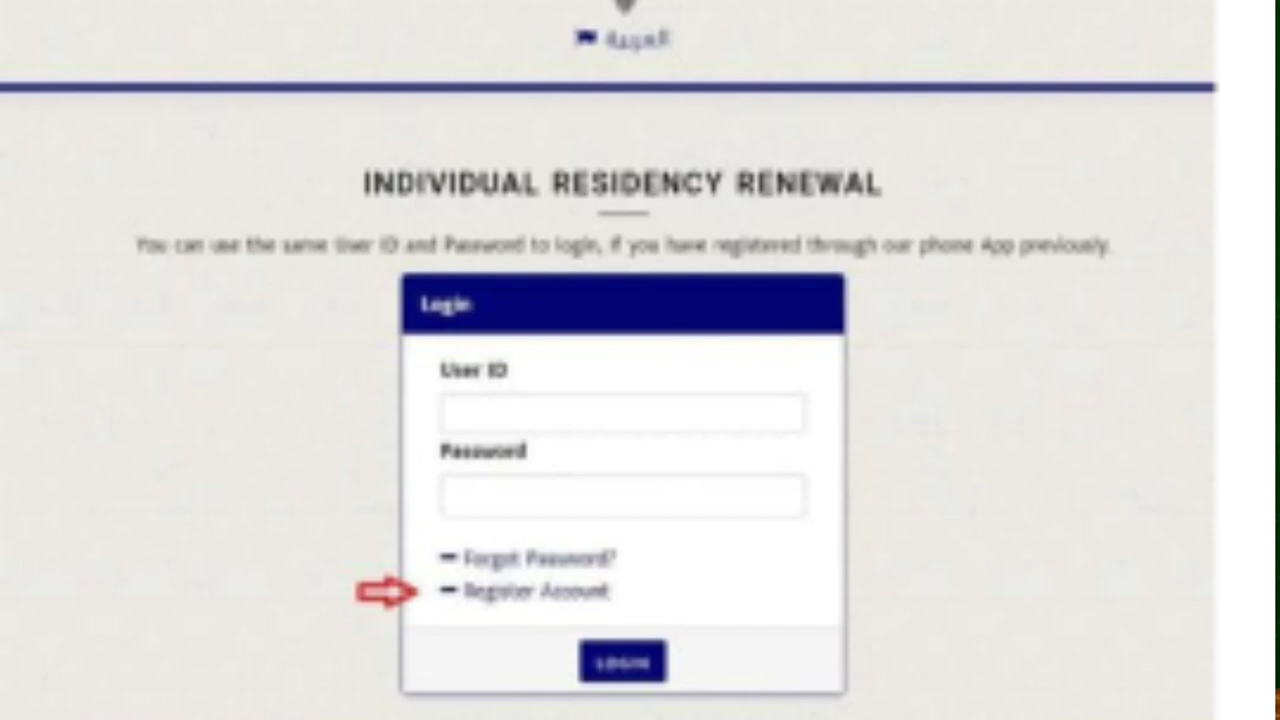 INDIVIDUAL RESIDENCY RENEWAL
You can use the same User ID and Password to login, if you have registered through our phone App previously.
Login
User ID
Password
Forgot Password?
Register Account
LOGIN